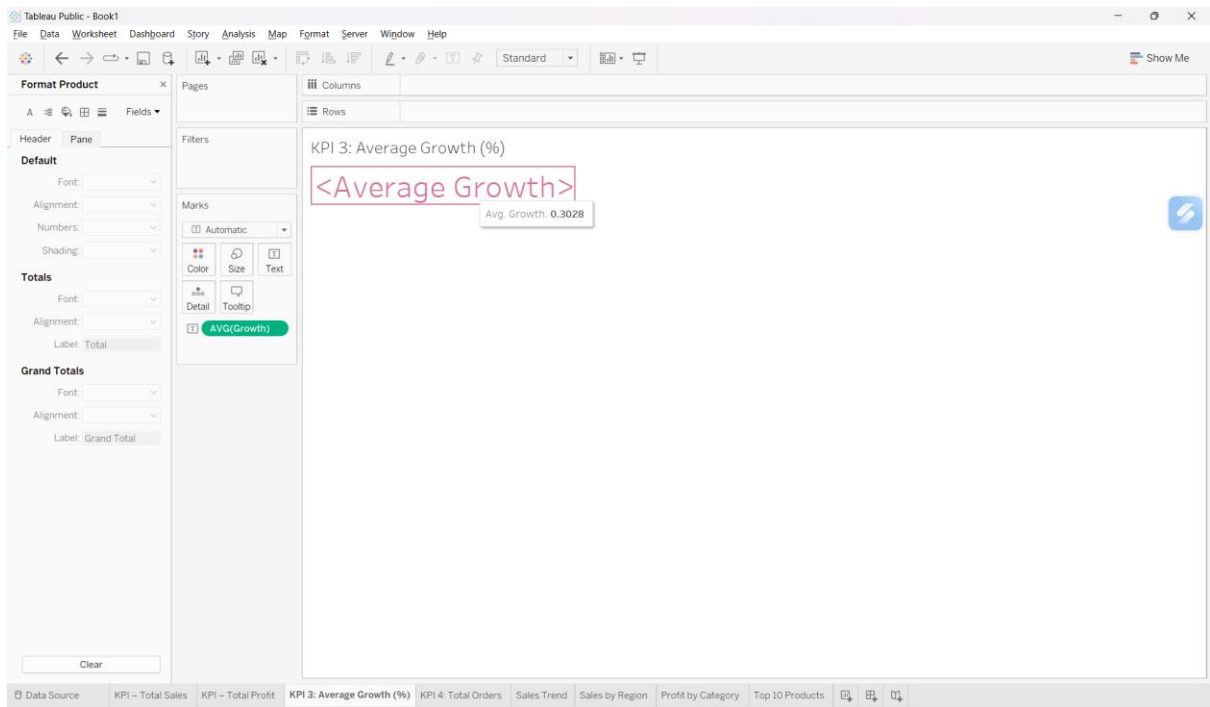 Tableau Public - Book1
File Data Worksheet Dashboard Story Analysis Map Format Server Window Help
Standard
Show Me
Format Product
Fields
Header Pane
Default
Font:
Alignment:
Numbers:
Shading:
Totals
Font:
Alignment:
Label: Total
Grand Totals
Font:
Alignment:
Label: Grand Total
Clear
Pages
Filters
Marks
Automatic
Color Size Text
Detail Tooltip
AVG(Growth)
Columns
Rows
KPI 3: Average Growth (%)
<Average Growth>
Avg. Growth: 0.3028
Data Source KPI – Total Sales KPI – Total Profit KPI 3: Average Growth (%) KPI 4: Total Orders Sales Trend Sales by Region Profit by Category Top 10 Products